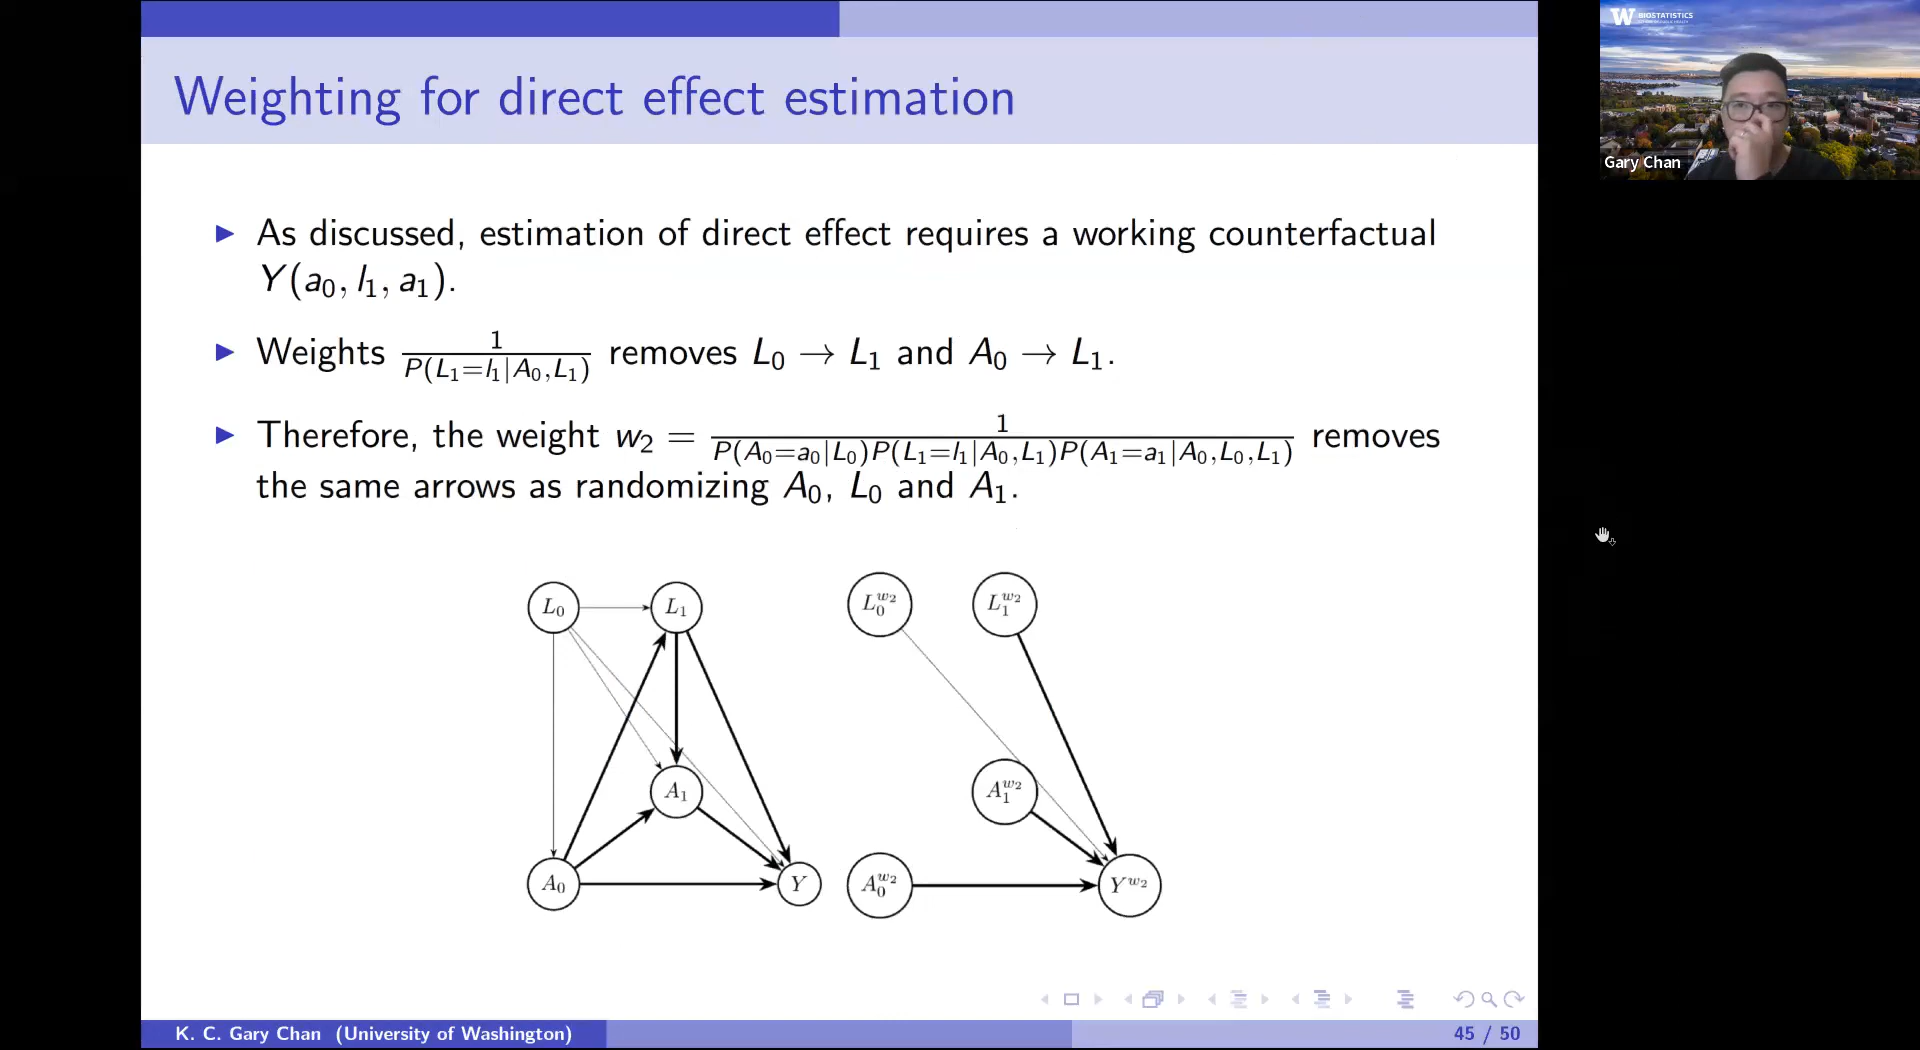 Weighting for direct effect estimation
▶ As discussed, estimation of direct effect requires a working counterfactual
Y(a₀, l₁, a₁).
▶ Weights 1/P(L₁=l₁|A₀,L₁) removes L₀ → L₁ and A₀ → L₁.
▶ Therefore, the weight w₂ = 1/P(A₀=a₀|L₀)P(L₁=l₁|A₀,L₁)P(A₁=a₁|A₀,L₀,L₁) removes
the same arrows as randomizing A₀, L₀ and A₁.
L₀ L₁ L₀^w₂ L₁^w₂
A₁ A₁^w₂
A₀ Y A₀^w₂ Y^w₂
K. C. Gary Chan (University of Washington) 45 / 50
W BIOSTATISTICS
Gary Chan